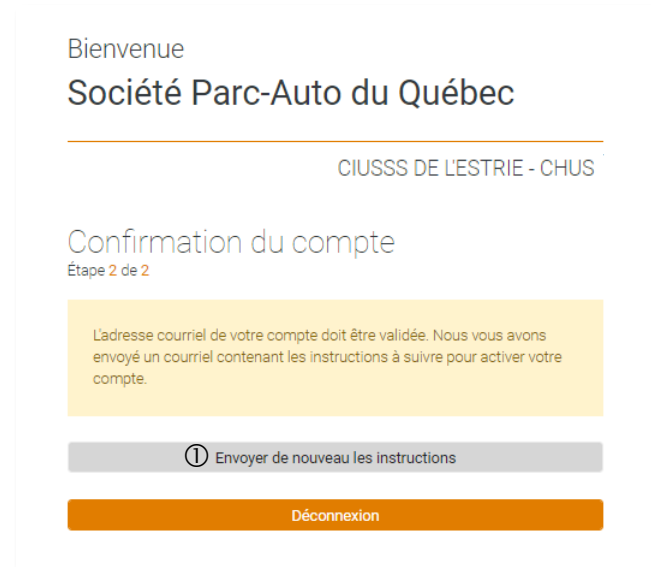 Bienvenue
Société Parc-Auto du Québec
CIUSSS DE L'ESTRIE - CHUS
Confirmation du compte
Étape 2 de 2
L'adresse courriel de votre compte doit être validée. Nous vous avons
envoyé un courriel contenant les instructions à suivre pour activer votre
compte.
① Envoyer de nouveau les instructions
Déconnexion